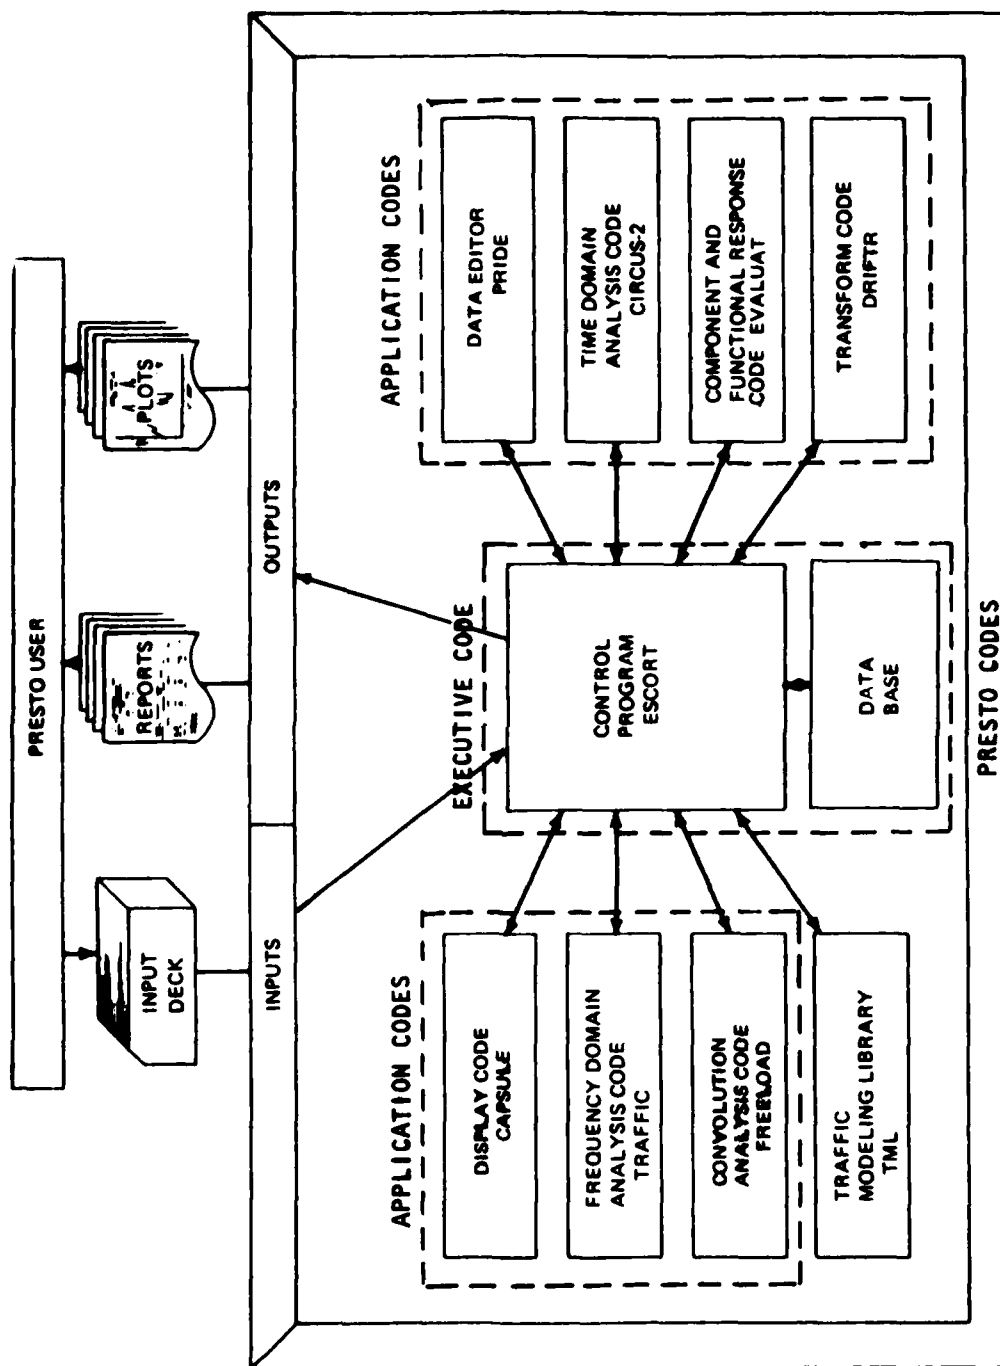 PRESTO USER
INPUT
DECK
REPORTS
PLOTS
INPUTS
OUTPUTS
APPLICATION CODES
DISPLAY CODE
CAPSULE
FREQUENCY DOMAIN
ANALYSIS CODE
TRAFFIC
CONVOLUTION
ANALYSIS CODE
FREELOAD
TRAFFIC
MODELING LIBRARY
TML
EXECUTIVE CODE
CONTROL
PROGRAM
ESCORT
DATA
BASE
APPLICATION CODES
DATA EDITOR
PRIDE
TIME DOMAIN
ANALYSIS CODE
CIRCUS-2
COMPONENT AND
FUNCTIONAL RESPONSE
CODE EVALUAT
TRANSFORM CODE
DRIFTR
PRESTO CODES